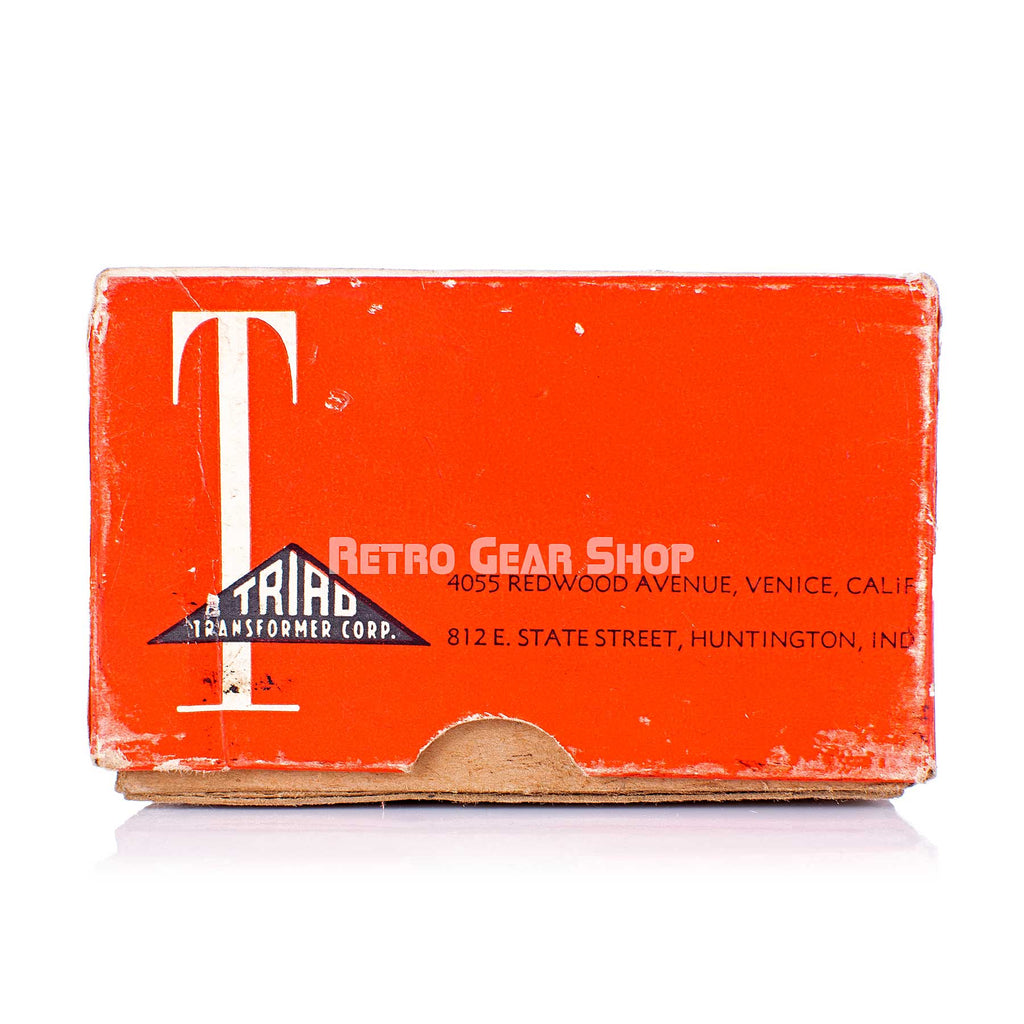 T
RETRO GEAR SHOP
TRIAD
TRANSFORMER CORP.
4055 REDWOOD AVENUE, VENICE, CALIF
812 E. STATE STREET, HUNTINGTON, IND